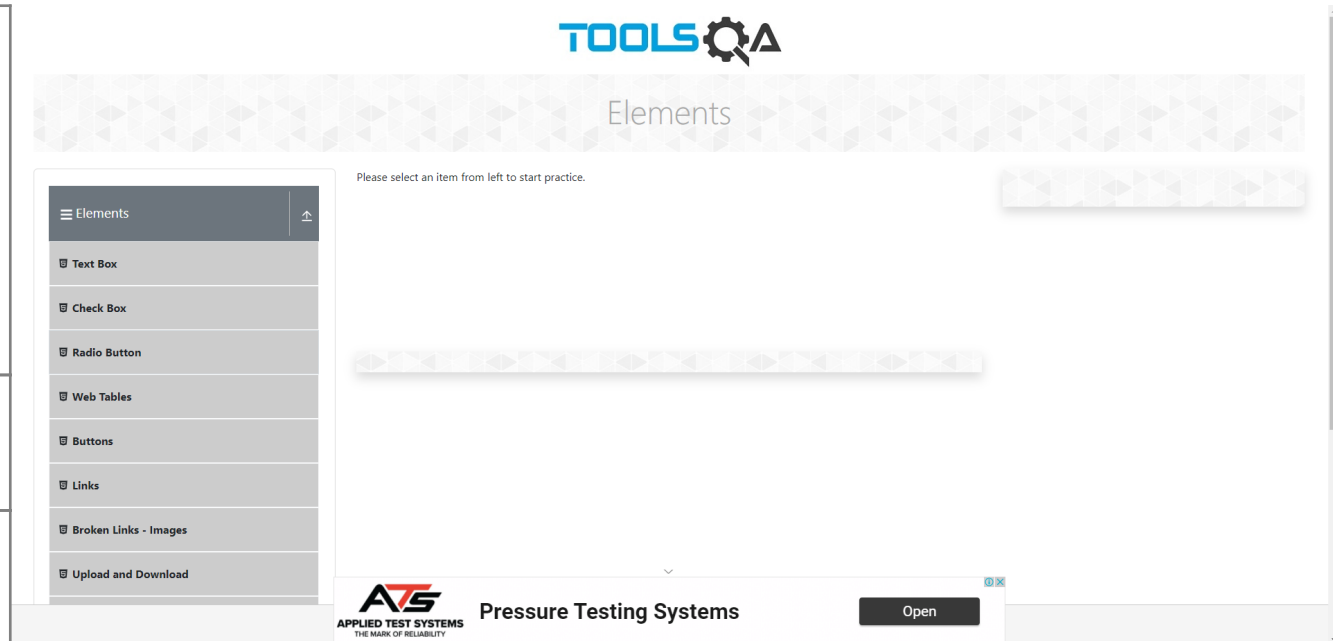 TOOLSQA
Elements
Please select an item from left to start practice.
Elements
Text Box
Check Box
Radio Button
Web Tables
Buttons
Links
Broken Links - Images
Upload and Download
ATS
APPLIED TEST SYSTEMS
THE MARK OF RELIABILITY
Pressure Testing Systems
Open